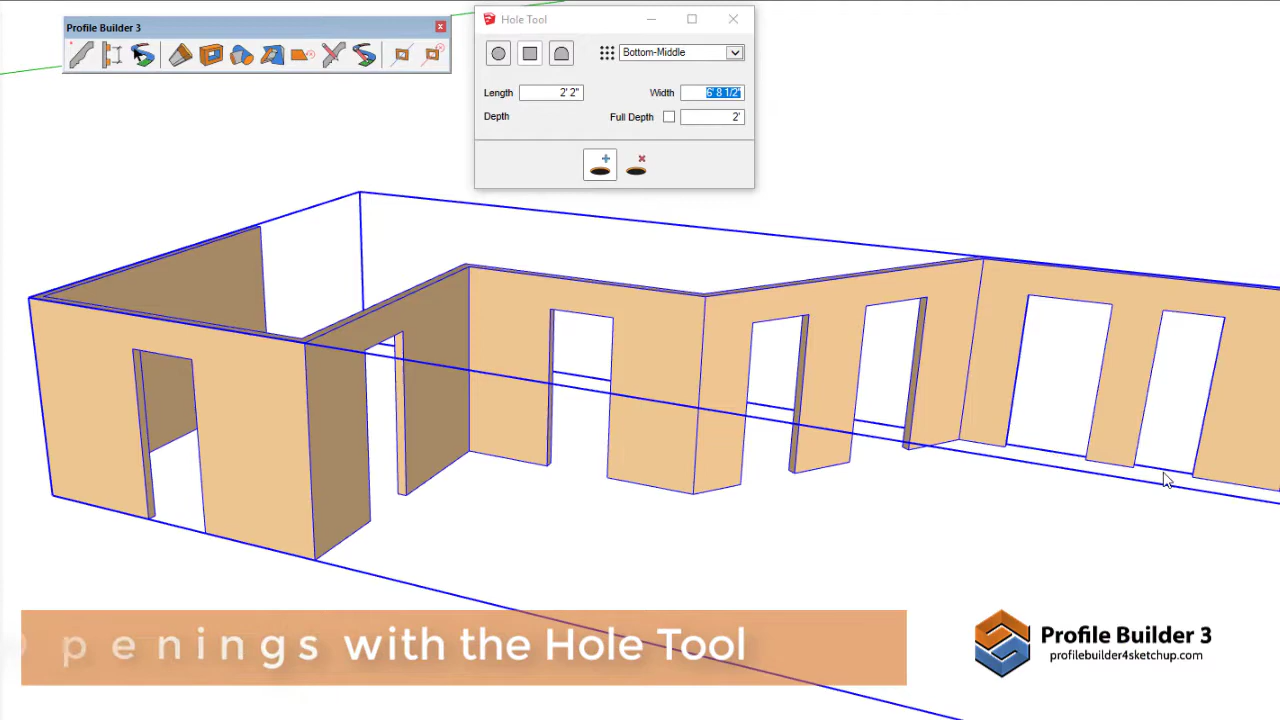 Profile Builder 3
Hole Tool
Bottom-Middle
Length 2' 2" Width 6' 8 1/2"
Depth Full Depth 2'
Openings with the Hole Tool
Profile Builder 3
profilebuilder4sketchup.com